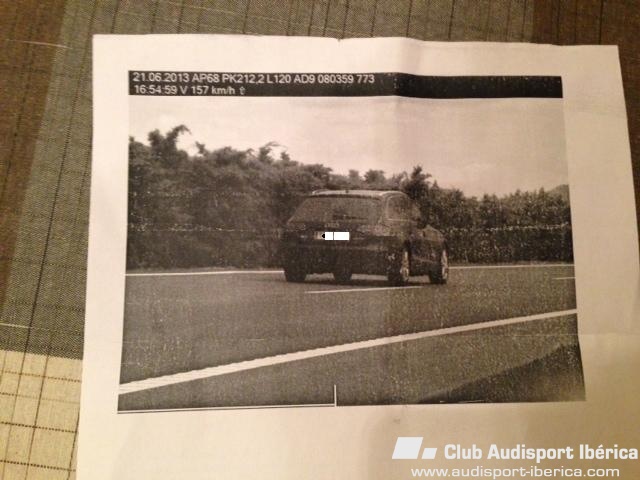 21.06.2013 AP68 PK212,2 L120 AD9 080359 773
16:54:59 V 157 km/h ⇧
Club Audisport Ibérica
www.audisport-iberica.com